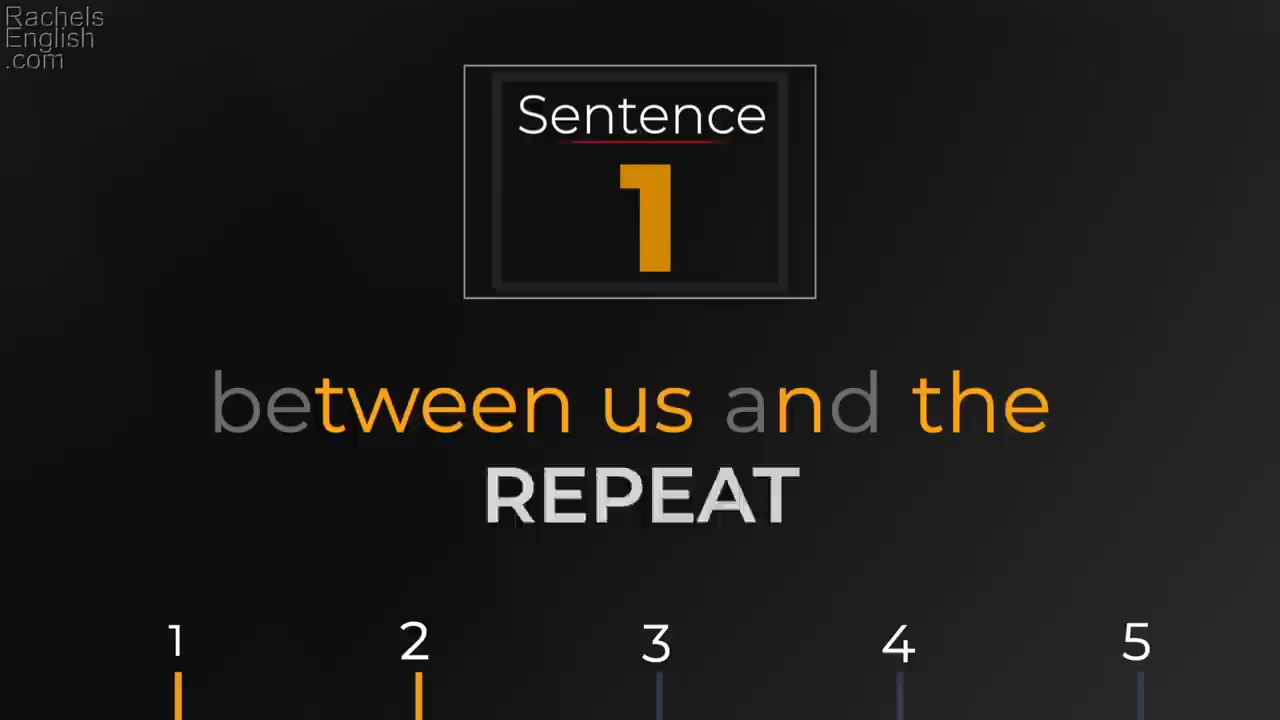 Rachels
English
.com
Sentence
1
between us and the
REPEAT
1 2 3 4 5